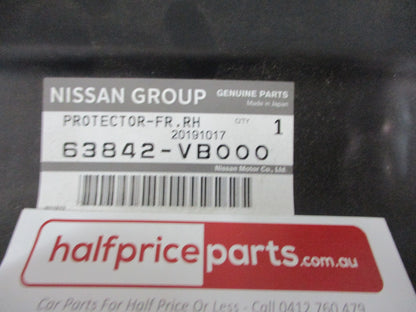 NISSAN GROUP GENUINE PARTS
Made in Japan
PROTECTOR-FR.RH QTY 1
20191017
63842-VB000
Nissan Motor Co., Ltd.
halfpriceparts.com.au
Car Parts For Half Price Or Less - Call 0412 760 479